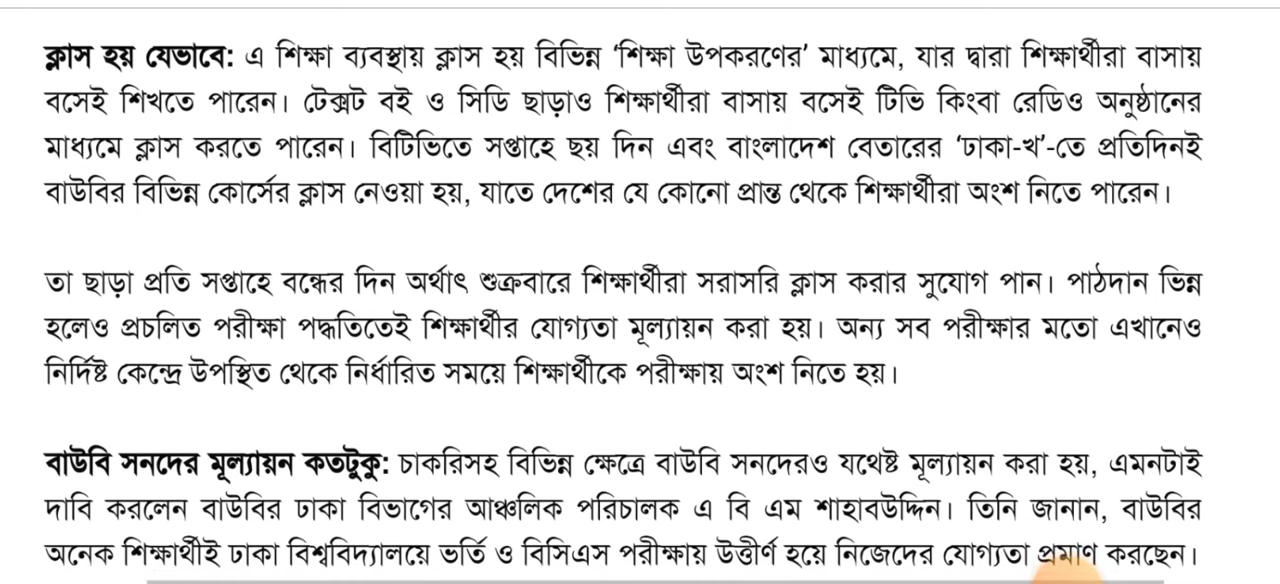 ক্লাস হয় যেভাবে: এ শিক্ষা ব্যবস্থায় ক্লাস হয় বিভিন্ন ‘শিক্ষা উপকরণের’ মাধ্যমে, যার দ্বারা শিক্ষার্থীরা বাসায়
বসেই শিখতে পারেন। টেক্সট বই ও সিডি ছাড়াও শিক্ষার্থীরা বাসায় বসেই টিভি কিংবা রেডিও অনুষ্ঠানের
মাধ্যমে ক্লাস করতে পারেন। বিটিভিতে সপ্তাহে ছয় দিন এবং বাংলাদেশ বেতারের ‘ঢাকা-খ’-তে প্রতিদিনই
বাউবির বিভিন্ন কোর্সের ক্লাস নেওয়া হয়, যাতে দেশের যে কোনো প্রান্ত থেকে শিক্ষার্থীরা অংশ নিতে পারেন।
তা ছাড়া প্রতি সপ্তাহে বন্ধের দিন অর্থাৎ শুক্রবারে শিক্ষার্থীরা সরাসরি ক্লাস করার সুযোগ পান। পাঠদান ভিন্ন
হলেও প্রচলিত পরীক্ষা পদ্ধতিতেই শিক্ষার্থীর যোগ্যতা মূল্যায়ন করা হয়। অন্য সব পরীক্ষার মতো এখানেও
নির্দিষ্ট কেন্দ্রে উপস্থিত থেকে নির্ধারিত সময়ে শিক্ষার্থীকে পরীক্ষায় অংশ নিতে হয়।
বাউবি সনদের মূল্যায়ন কতটুকু: চাকরিসহ বিভিন্ন ক্ষেত্রে বাউবি সনদেরও যথেষ্ট মূল্যায়ন করা হয়, এমনটাই
দাবি করলেন বাউবির ঢাকা বিভাগের আঞ্চলিক পরিচালক এ বি এম শাহাবউদ্দিন। তিনি জানান, বাউবির
অনেক শিক্ষার্থীই ঢাকা বিশ্ববিদ্যালয়ে ভর্তি ও বিসিএস পরীক্ষায় উত্তীর্ণ হয়ে নিজেদের যোগ্যতা প্রমাণ করছেন।